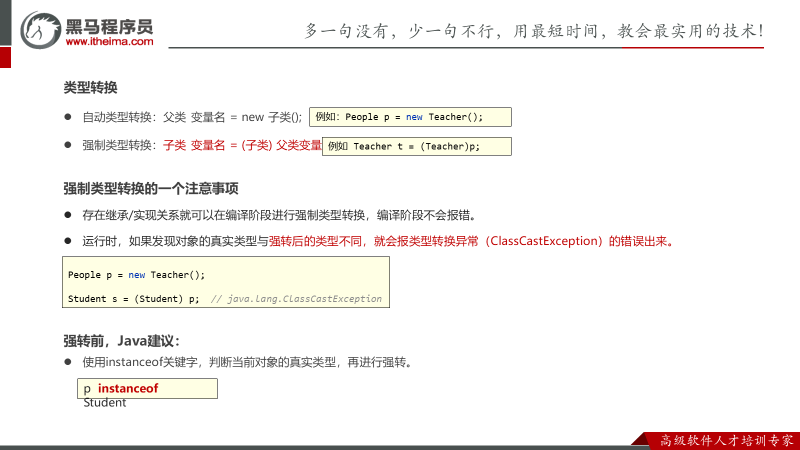 黑马程序员
www.itheima.com
多一句没有，少一句不行，用最短时间，教会最实用的技术！
类型转换
● 自动类型转换：父类 变量名 = new 子类(); 例如：People p = new Teacher();
● 强制类型转换：子类 变量名 = (子类) 父类变量 例如 Teacher t = (Teacher)p;
强制类型转换的一个注意事项
● 存在继承/实现关系就可以在编译阶段进行强制类型转换，编译阶段不会报错。
● 运行时，如果发现对象的真实类型与强转后的类型不同，就会报类型转换异常（ClassCastException）的错误出来。
People p = new Teacher();
Student s = (Student) p; // java.lang.ClassCastException
强转前，Java建议：
● 使用instanceof关键字，判断当前对象的真实类型，再进行强转。
p instanceof
Student
高级软件人才培训专家